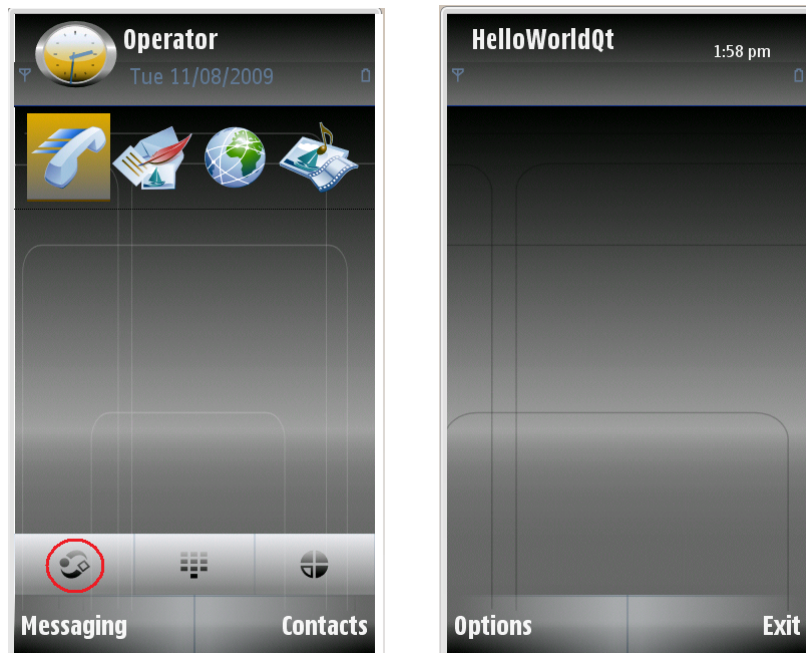 Operator
Tue 11/08/2009
Messaging
Contacts
HelloWorldQt
1:58 pm
Options
Exit